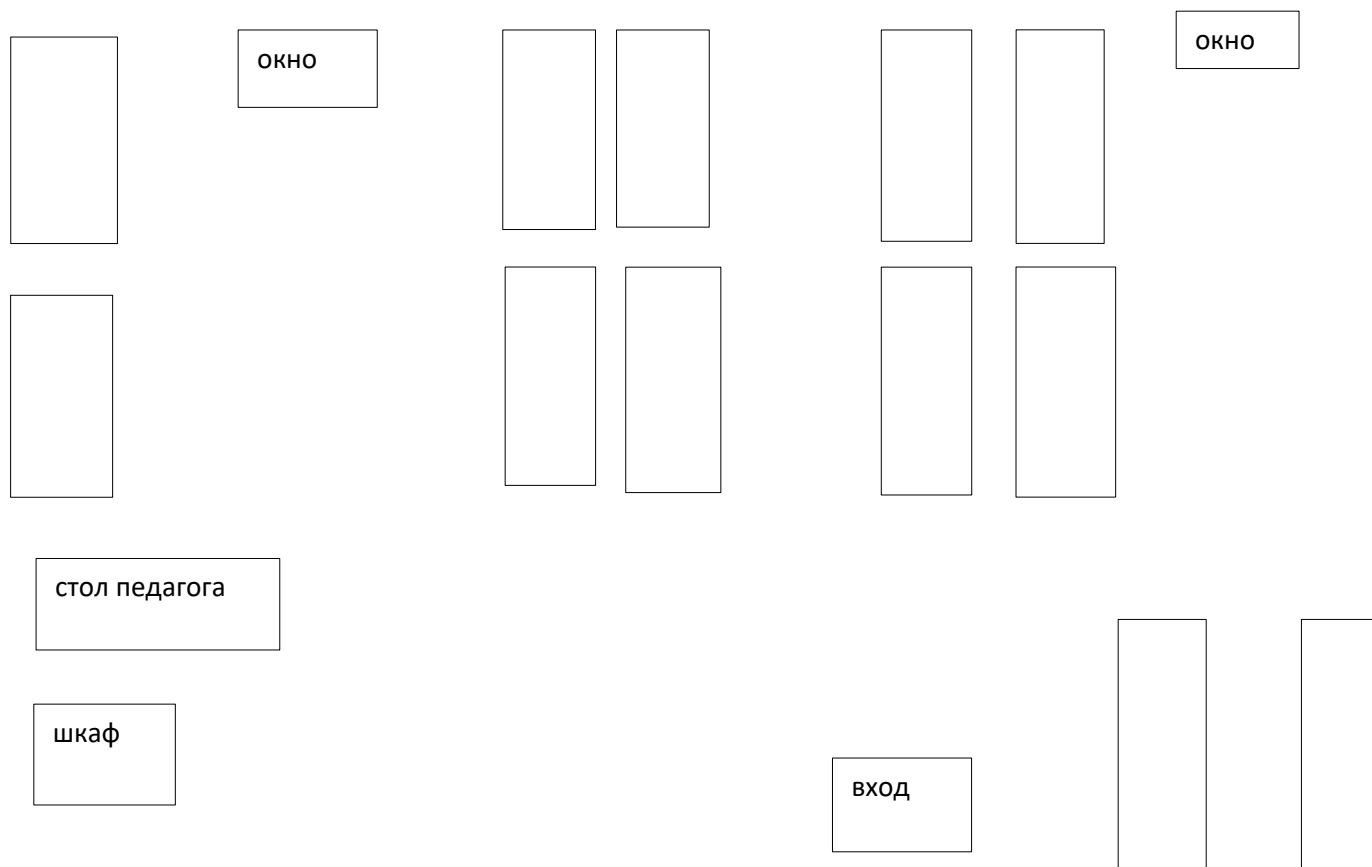 окно
окно
стол педагога
шкаф
вход